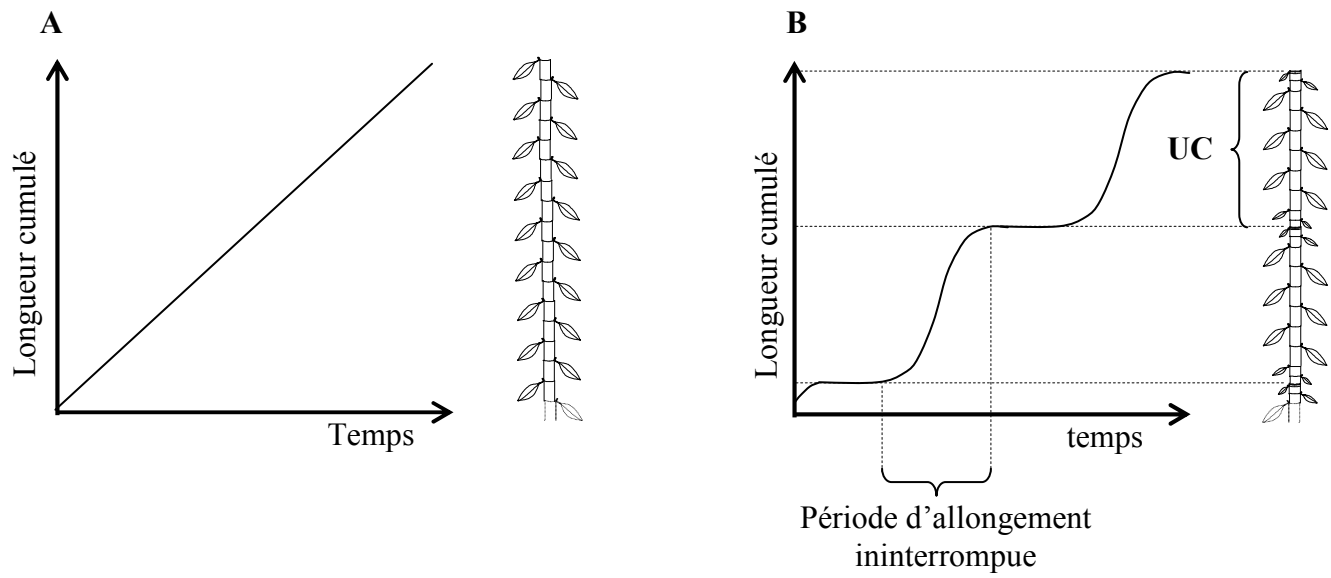 A
Longueur cumulé
Temps
B
Longueur cumulé
UC
temps
Période d’allongement
ininterrompue